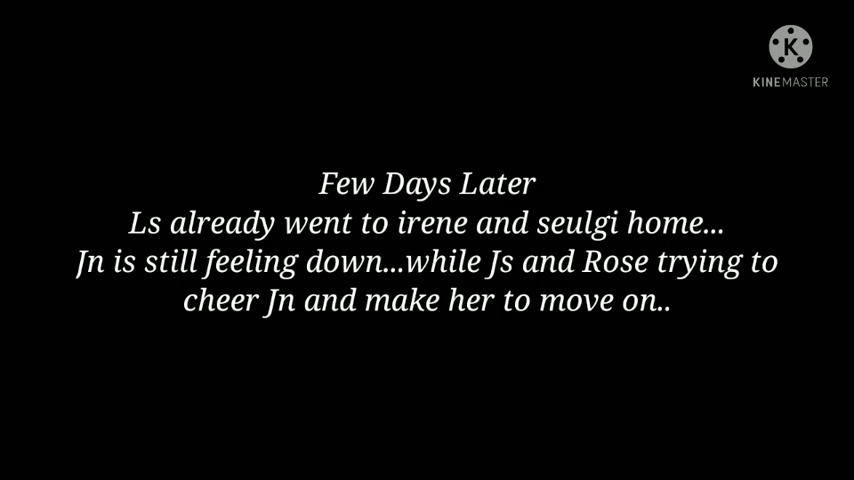 KINEMASTER
Few Days Later
Ls already went to irene and seulgi home...
Jn is still feeling down...while Js and Rose trying to
cheer Jn and make her to move on..